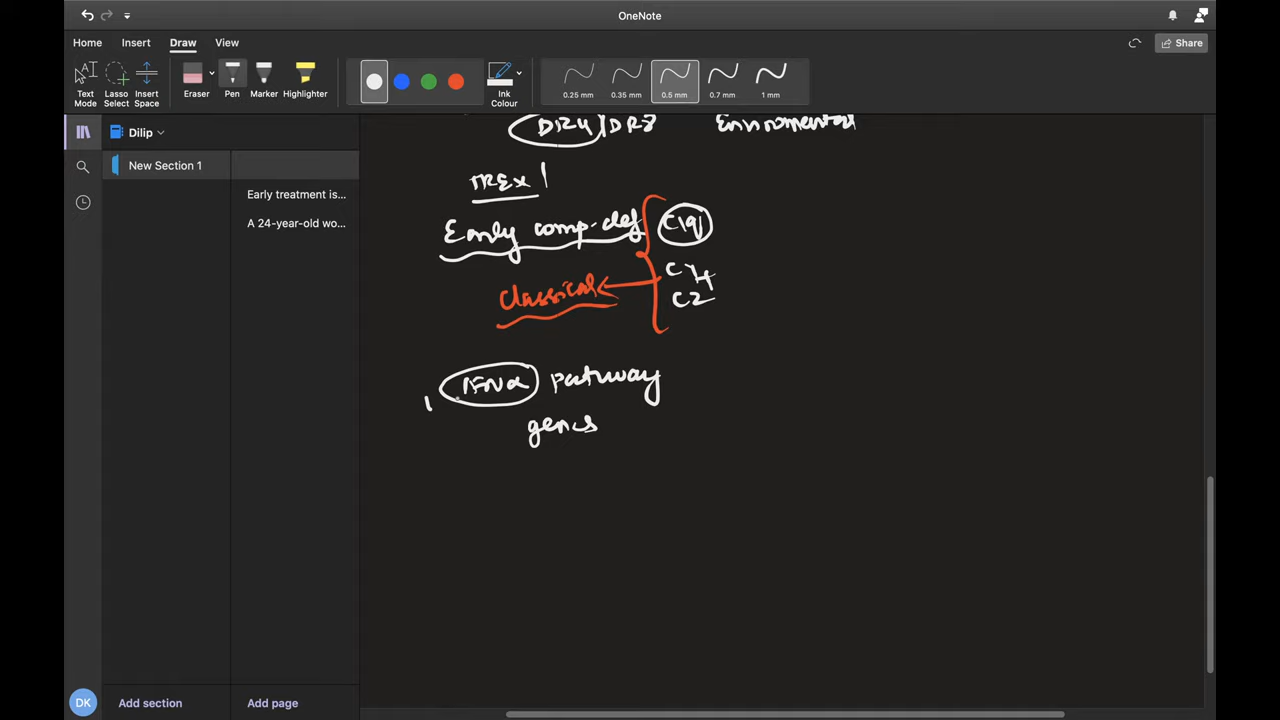 OneNote
Home Insert Draw View
Share
Text Mode
Lasso Select
Insert Space
Eraser
Pen
Marker
Highlighter
Ink Colour
0.25 mm 0.35 mm 0.5 mm 0.7 mm 1 mm
Dilip
New Section 1
Early treatment is...
A 24-year-old wo...
DR4/DR3 Enviromental
TREX 1
Early comp. def C1q
C4
Classical C2
IFNα pathway
genes
DK
Add section
Add page